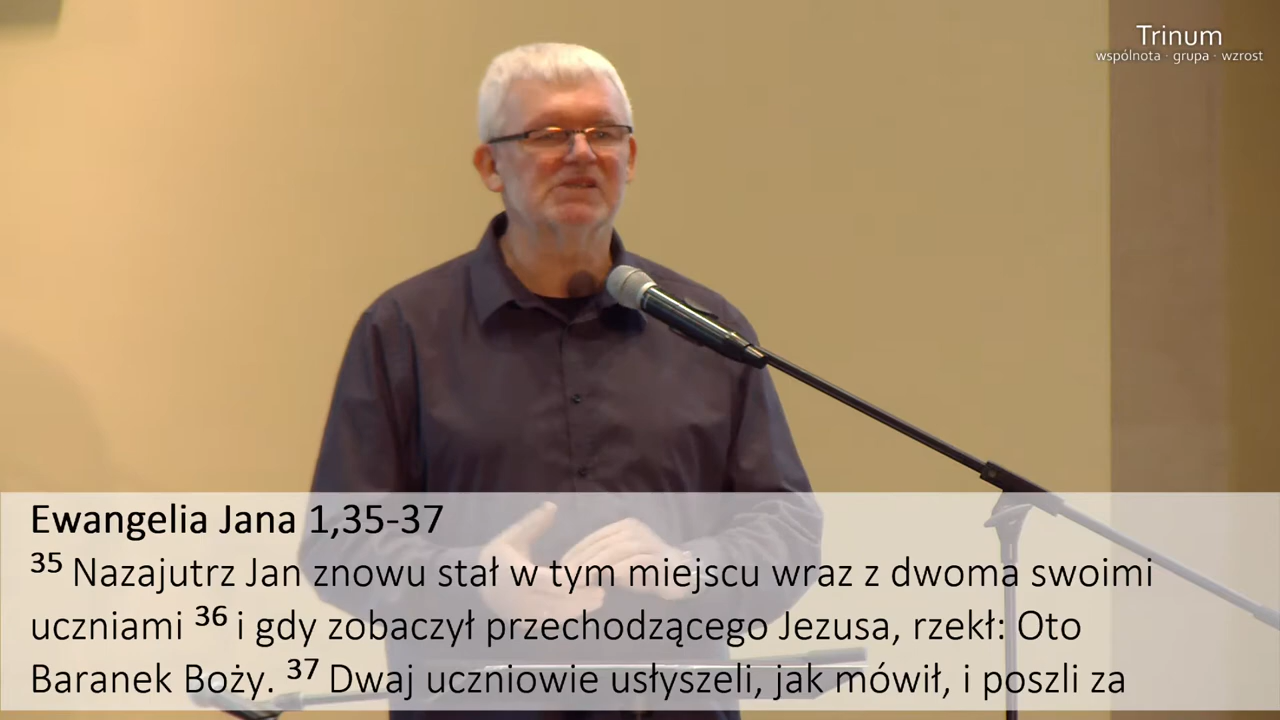 Trinum
wspólnota · grupa · wzrost
Ewangelia Jana 1,35-37
35 Nazajutrz Jan znowu stał w tym miejscu wraz z dwoma swoimi
uczniami 36 i gdy zobaczył przechodzącego Jezusa, rzekł: Oto
Baranek Boży. 37 Dwaj uczniowie usłyszeli, jak mówił, i poszli za